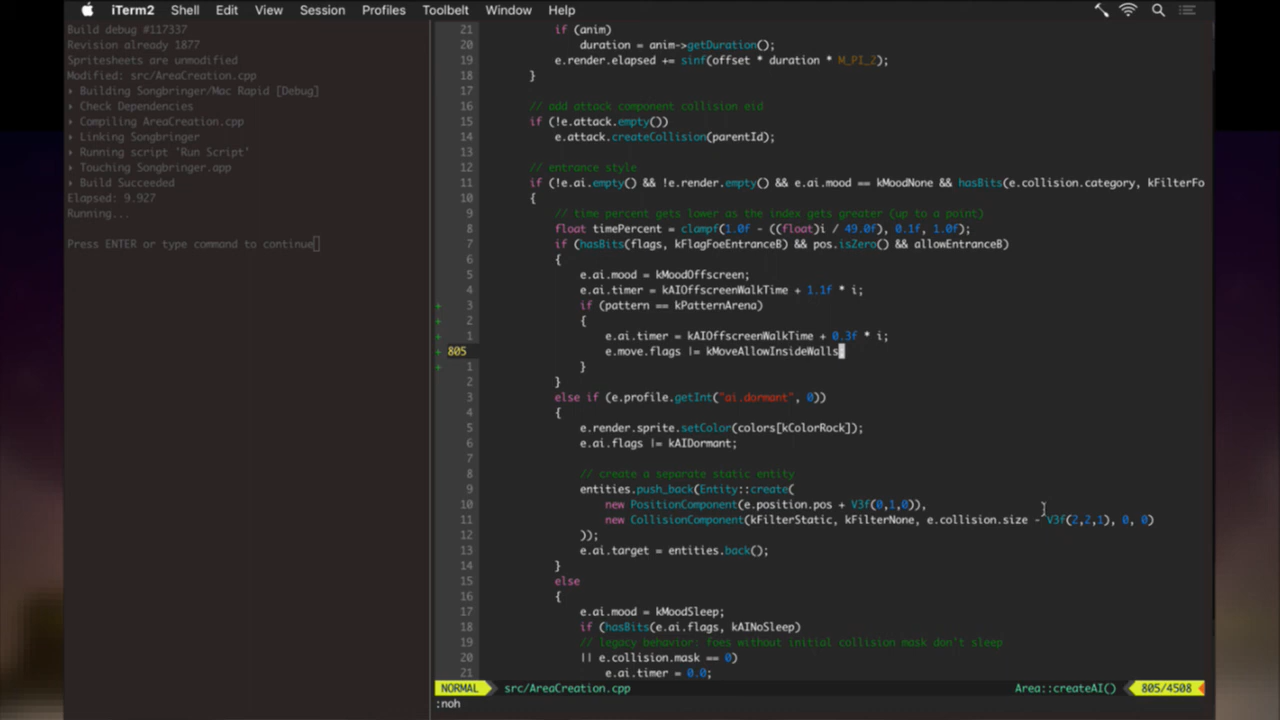 iTerm2 Shell Edit View Session Profiles Toolbelt Window Help
Build debug #117337
Revision already 1877
Spritesheets are unmodified
Modified: src/AreaCreation.cpp
▸ Building Songbringer/Mac Rapid [Debug]
▸ Check Dependencies
▸ Compiling AreaCreation.cpp
▸ Linking Songbringer
▸ Running script 'Run Script'
▸ Touching Songbringer.app
▸ Build Succeeded
Elapsed: 9.927
Running...
Press ENTER or type command to continue
21 if (anim)
20 duration = anim->getDuration();
19 e.render.elapsed += sinf(offset * duration * M_PI_2);
18 }
17
16 // add attack component collision eid
15 if (!e.attack.empty())
14 e.attack.createCollision(parentId);
13
12 // entrance style
11 if (!e.ai.empty() && !e.render.empty() && e.ai.mood == kMoodNone && hasBits(e.collision.category, kFilterFo
10 {
9 // time percent gets lower as the index gets greater (up to a point)
8 float timePercent = clampf(1.0f - ((float)i / 49.0f), 0.1f, 1.0f);
7 if (hasBits(flags, kFlagFoeEntranceB) && pos.isZero() && allowEntranceB)
6 {
5 e.ai.mood = kMoodOffscreen;
4 e.ai.timer = kAIOffscreenWalkTime + 1.1f * i;
+ 3 if (pattern == kPatternArena)
+ 2 {
+ 1 e.ai.timer = kAIOffscreenWalkTime + 0.3f * i;
+ 805 e.move.flags |= kMoveAllowInsideWalls
+ 1 }
2 }
3 else if (e.profile.getInt("ai.dormant", 0))
4 {
5 e.render.sprite.setColor(colors[kColorRock]);
6 e.ai.flags |= kAIDormant;
7
8 // create a separate static entity
9 entities.push_back(Entity::create(
10 new PositionComponent(e.position.pos + V3f(0,1,0)),
11 new CollisionComponent(kFilterStatic, kFilterNone, e.collision.size - V3f(2,2,1), 0, 0)
12 ));
13 e.ai.target = entities.back();
14 }
15 else
16 {
17 e.ai.mood = kMoodSleep;
18 if (hasBits(e.ai.flags, kAINoSleep)
19 // legacy behavior: foes without initial collision mask don't sleep
20 || e.collision.mask == 0)
21 e.ai.timer = 0.0;
NORMAL src/AreaCreation.cpp Area::createAI() 805/4508
:noh